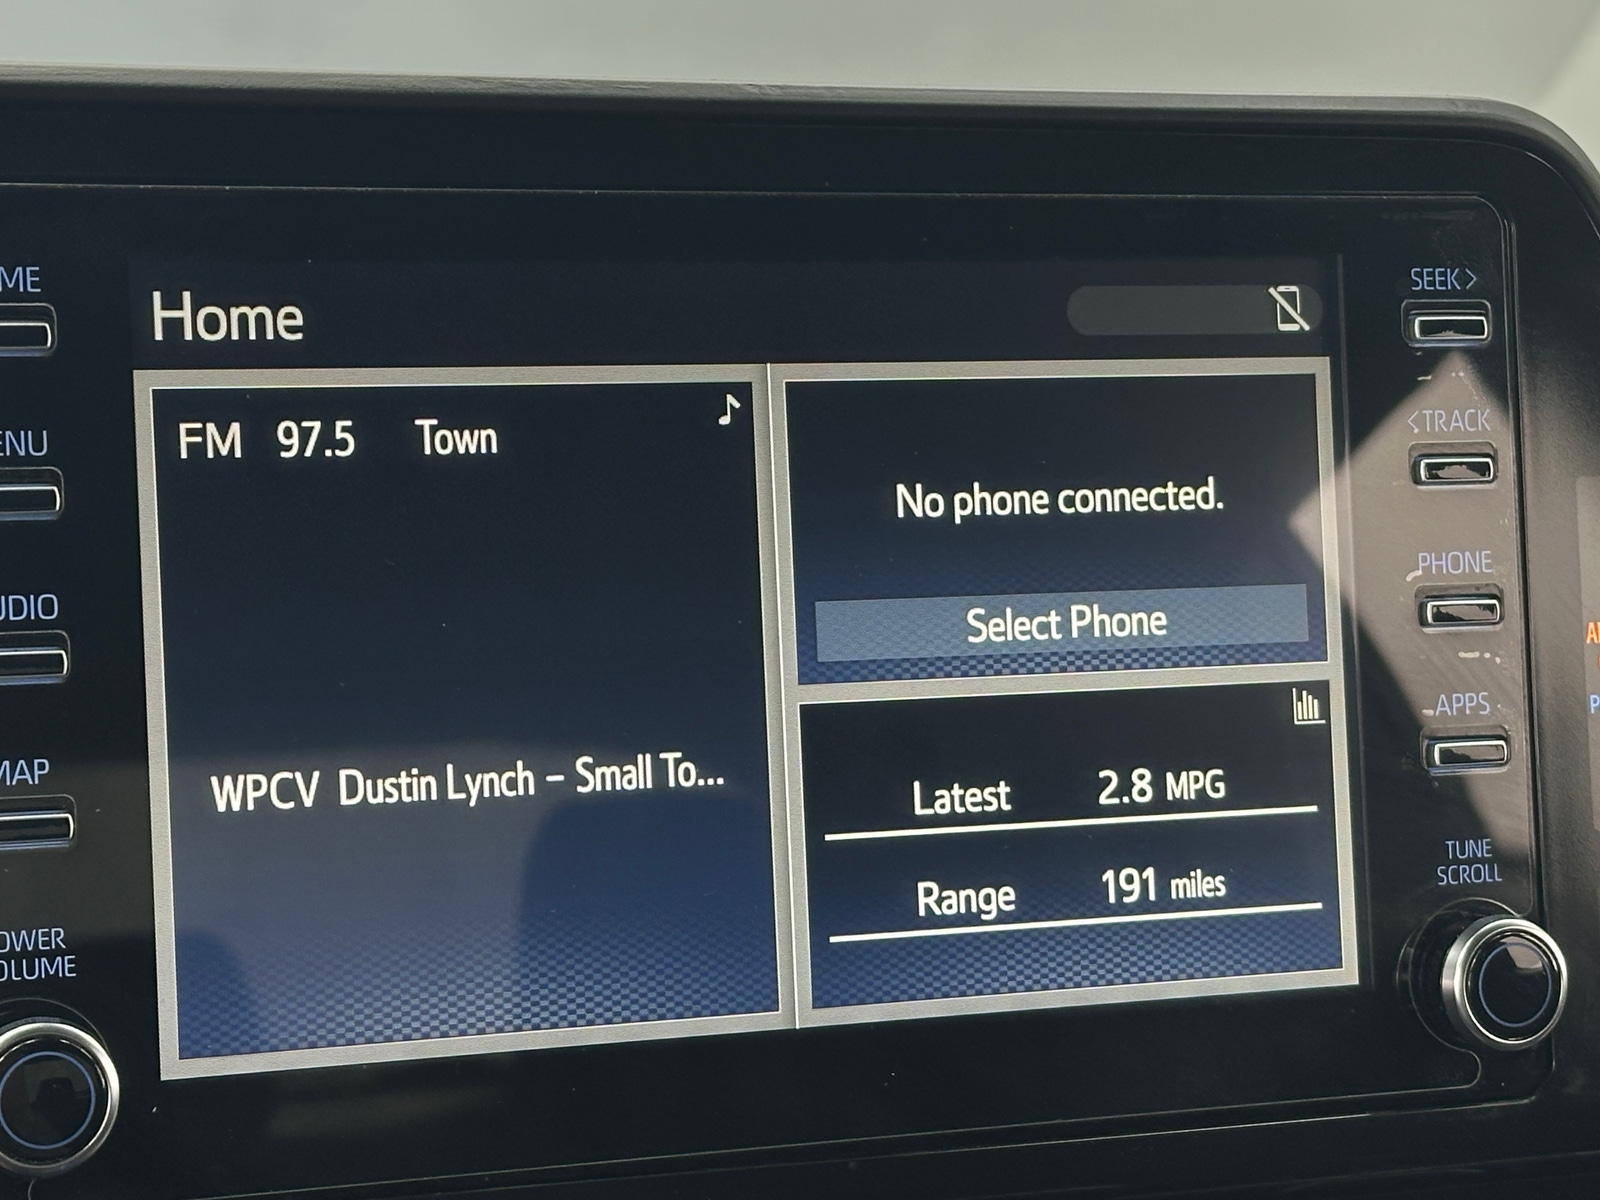 Home
FM 97.5 Town
WPCV Dustin Lynch – Small To...
No phone connected.
Select Phone
Latest 2.8 MPG
Range 191 miles
ME
ENU
UDIO
MAP
OWER
OLUME
SEEK>
<TRACK
PHONE
APPS
TUNE
SCROLL